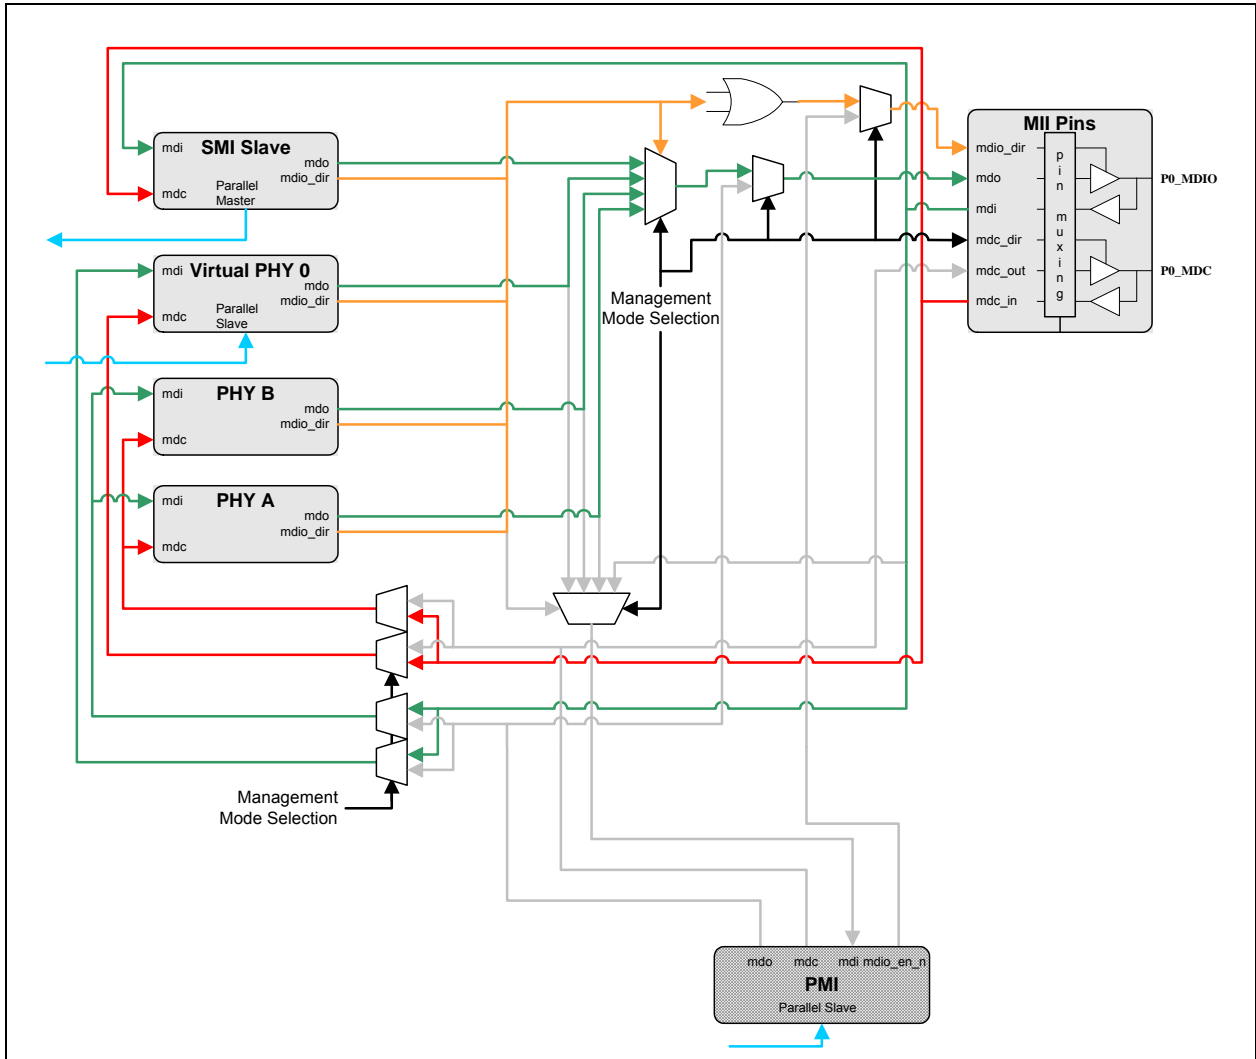 SMI Slave
mdi
mdo
mdio_dir
mdc
Parallel
Master
Virtual PHY 0
mdi
mdo
mdio_dir
mdc
Parallel
Slave
PHY B
mdi
mdo
mdio_dir
mdc
PHY A
mdi
mdo
mdio_dir
mdc
MII Pins
mdio_dir
mdo
mdi
mdc_dir
mdc_out
mdc_in
pin muxing
P0_MDIO
P0_MDC
Management
Mode Selection
Management
Mode Selection
mdo mdc mdi mdio_en_n
PMI
Parallel Slave